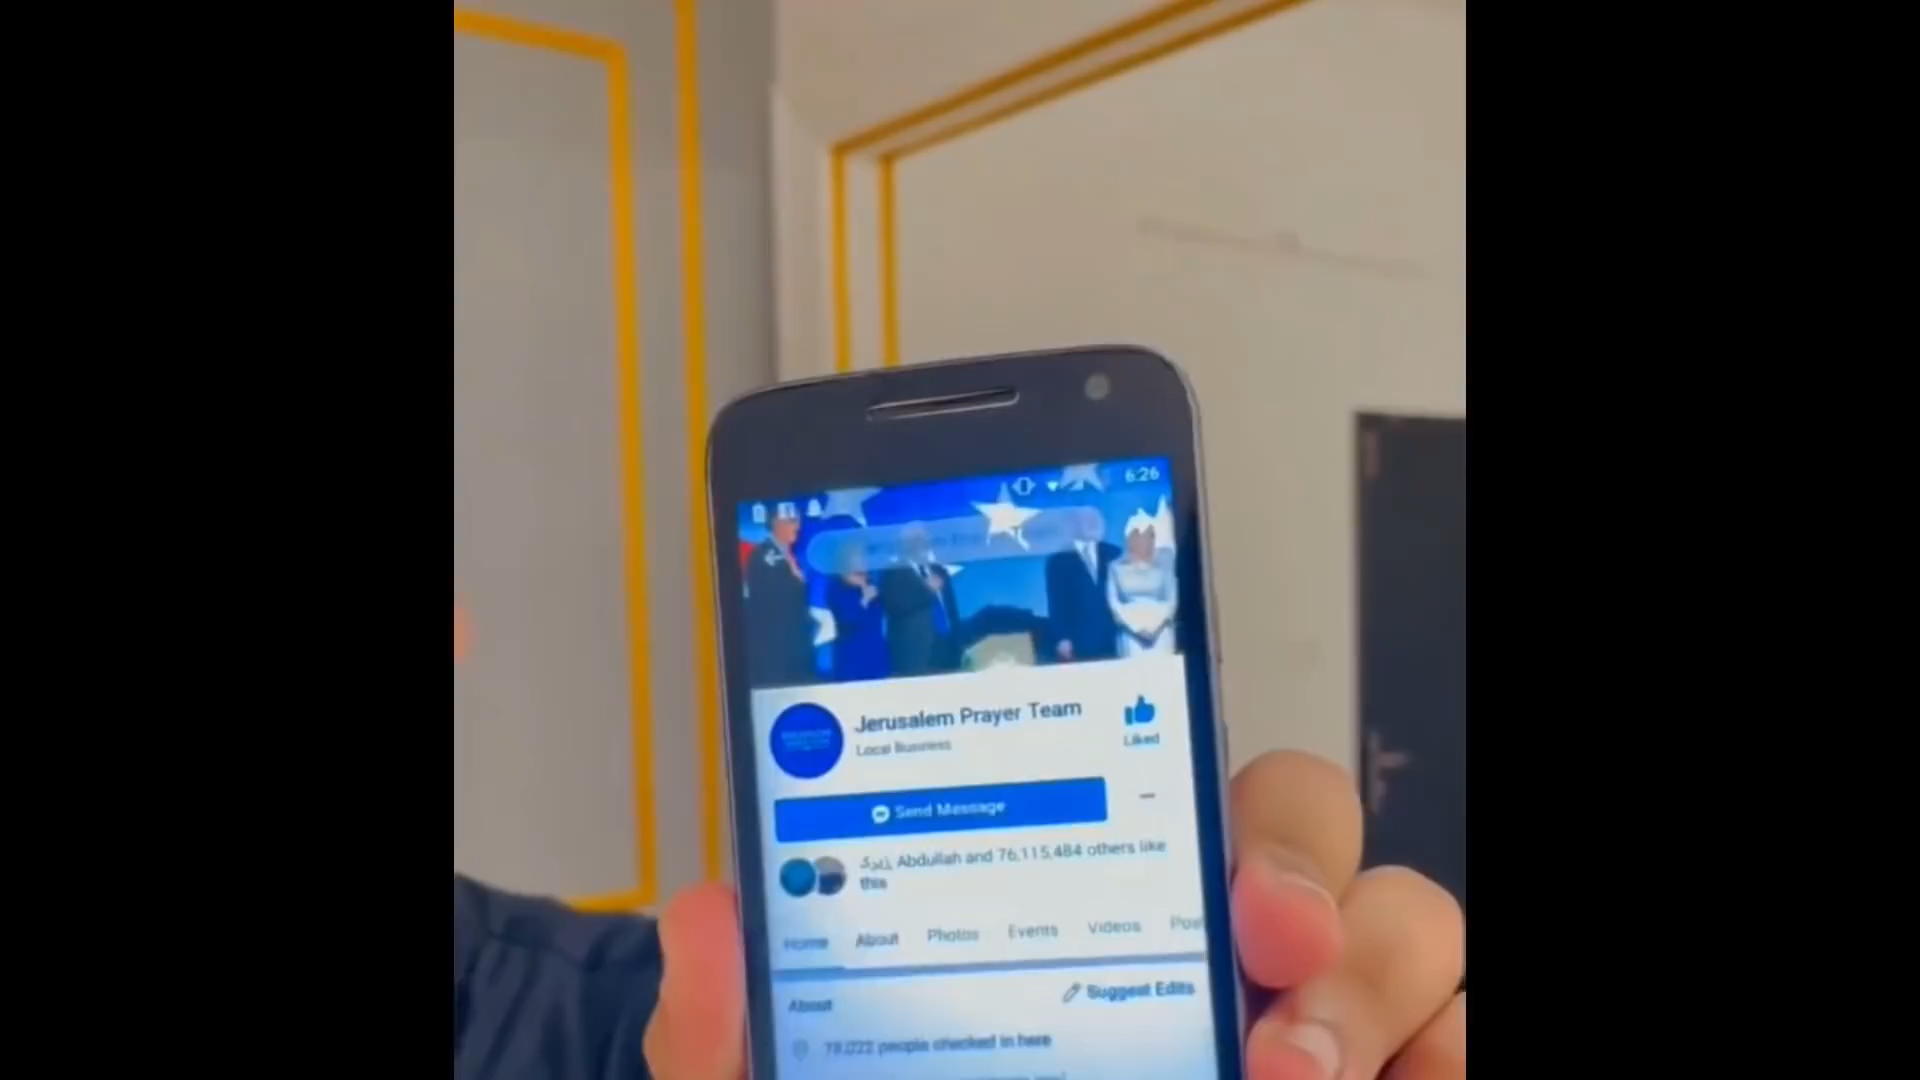 6:26
Jerusalem Prayer Team
Local Business
Liked
Send Message
Abdullah and 76,115,484 others like
this
Home About Photos Events Videos Post
About
Suggest Edits
people checked in here